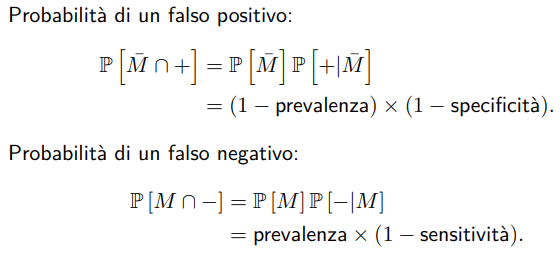 Probabilità di un falso positivo:
ℙ[M̄ ∩ +] = ℙ[M̄] ℙ[+|M̄]
= (1 − prevalenza) × (1 − specificità).
Probabilità di un falso negativo:
ℙ[M ∩ −] = ℙ[M] ℙ[−|M]
= prevalenza × (1 − sensitività).